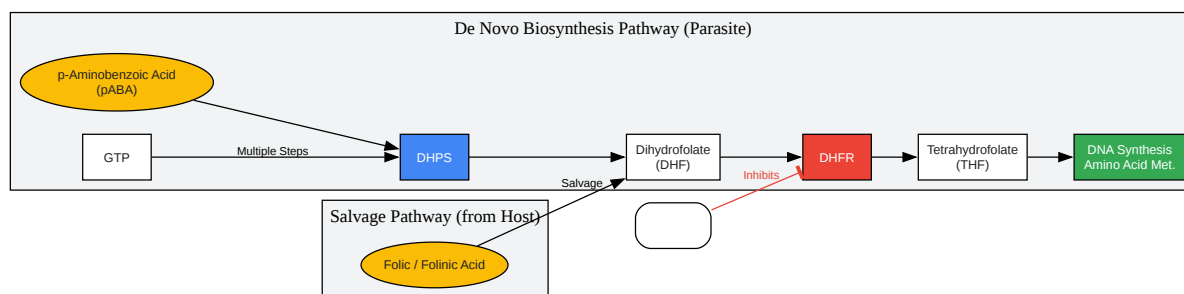 De Novo Biosynthesis Pathway (Parasite)
p-Aminobenzoic Acid
(pABA)
GTP
Multiple Steps
DHPS
Dihydrofolate
(DHF)
DHFR
Tetrahydrofolate
(THF)
DNA Synthesis
Amino Acid Met.
Salvage
Inhibits
Salvage Pathway (from Host)
Folic / Folinic Acid